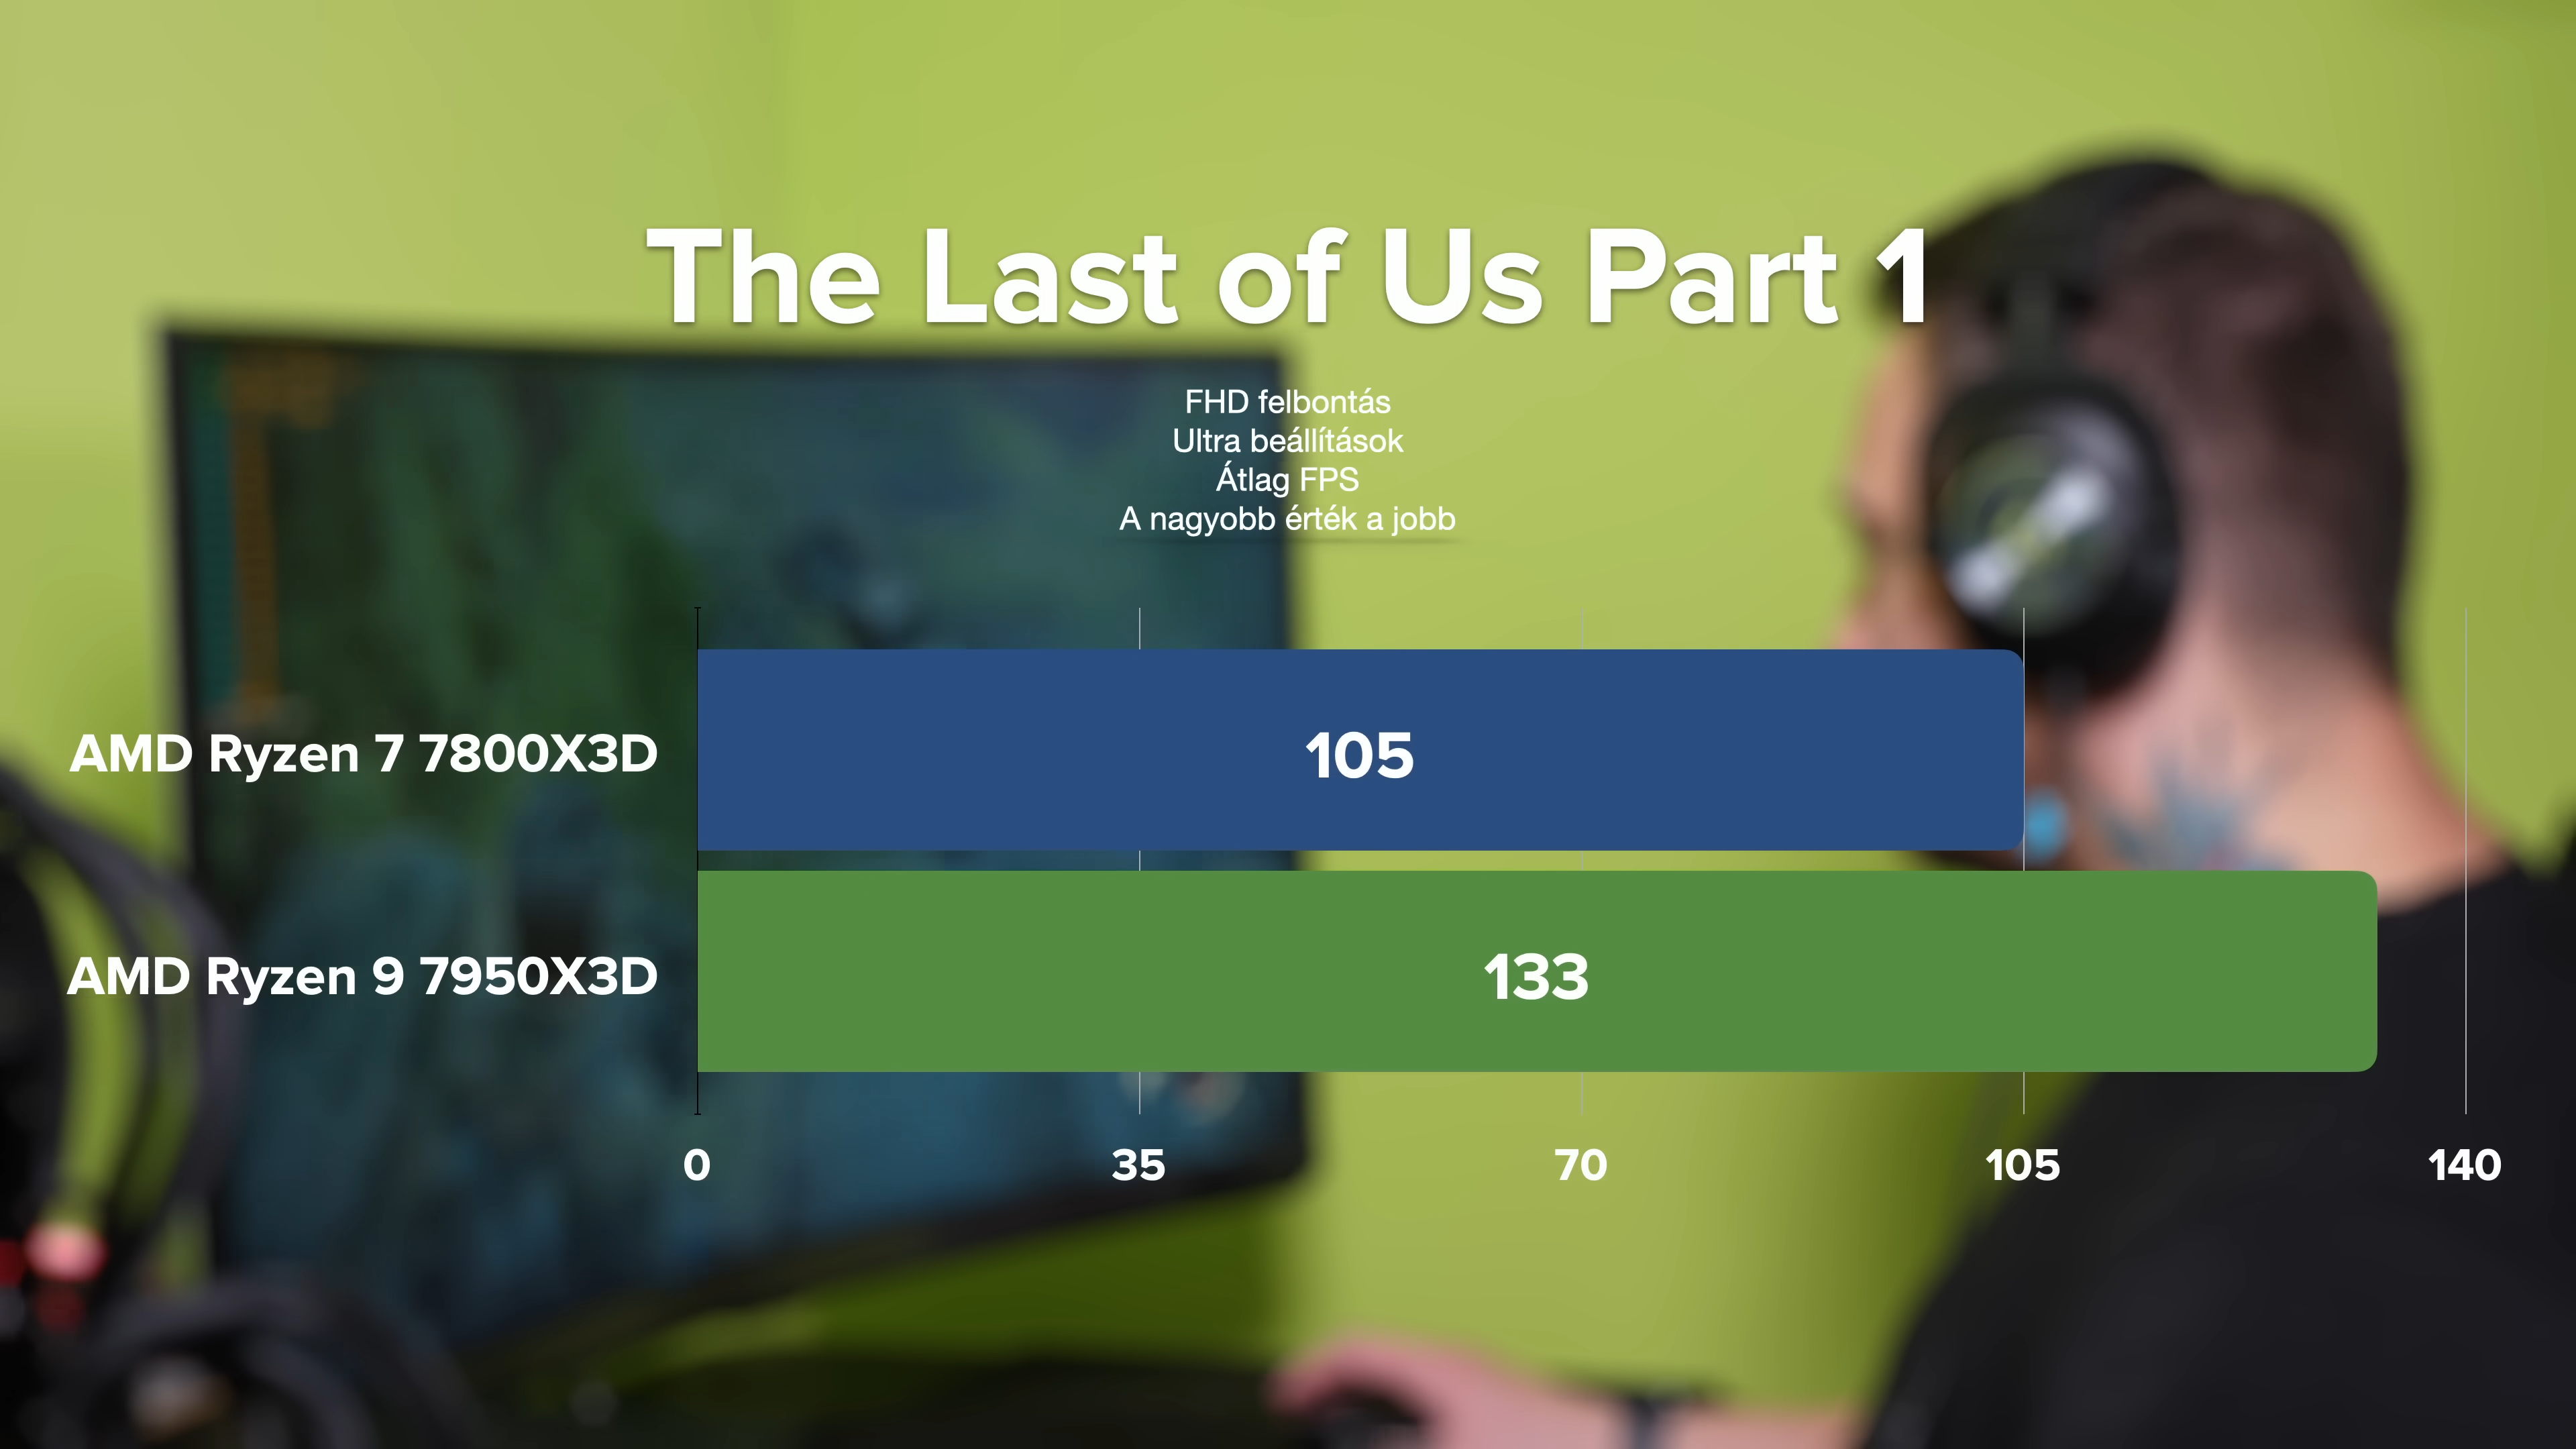 The Last of Us Part 1
FHD felbontás
Ultra beállítások
Átlag FPS
A nagyobb érték a jobb
AMD Ryzen 7 7800X3D
105
AMD Ryzen 9 7950X3D
133
0 35 70 105 140